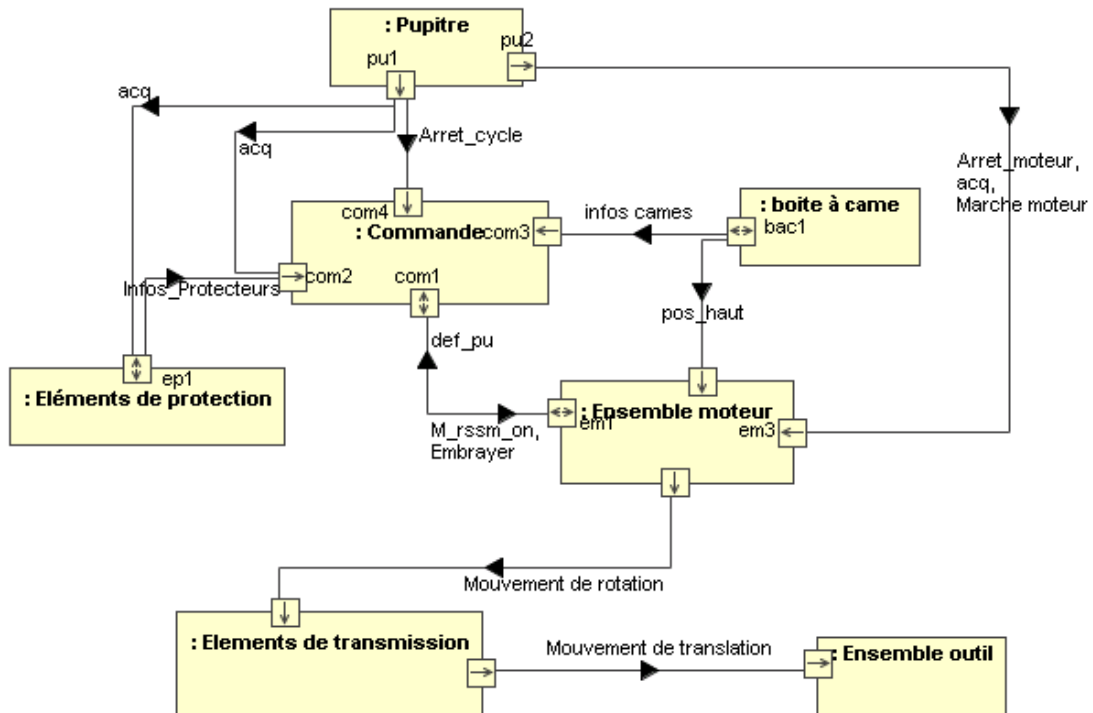 : Pupitre
pu2
pu1
acq
acq
Arret_cycle
Arret_moteur,
acq,
Marche moteur
com4
infos cames
: boite à came
: Commande
com3
bac1
Infos_Protecteurs
com2
com1
pos_haut
def_pu
ep1
: Eléments de protection
: Ensemble moteur
em1
em3
M_rssm_on,
Embrayer
Mouvement de rotation
: Elements de transmission
Mouvement de translation
: Ensemble outil